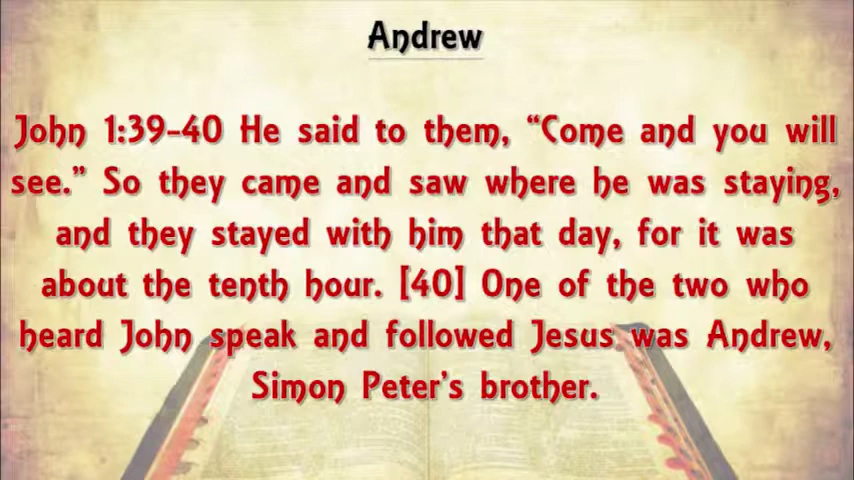 Andrew
John 1:39-40 He said to them, “Come and you will
see.” So they came and saw where he was staying,
and they stayed with him that day, for it was
about the tenth hour. [40] One of the two who
heard John speak and followed Jesus was Andrew,
Simon Peter’s brother.